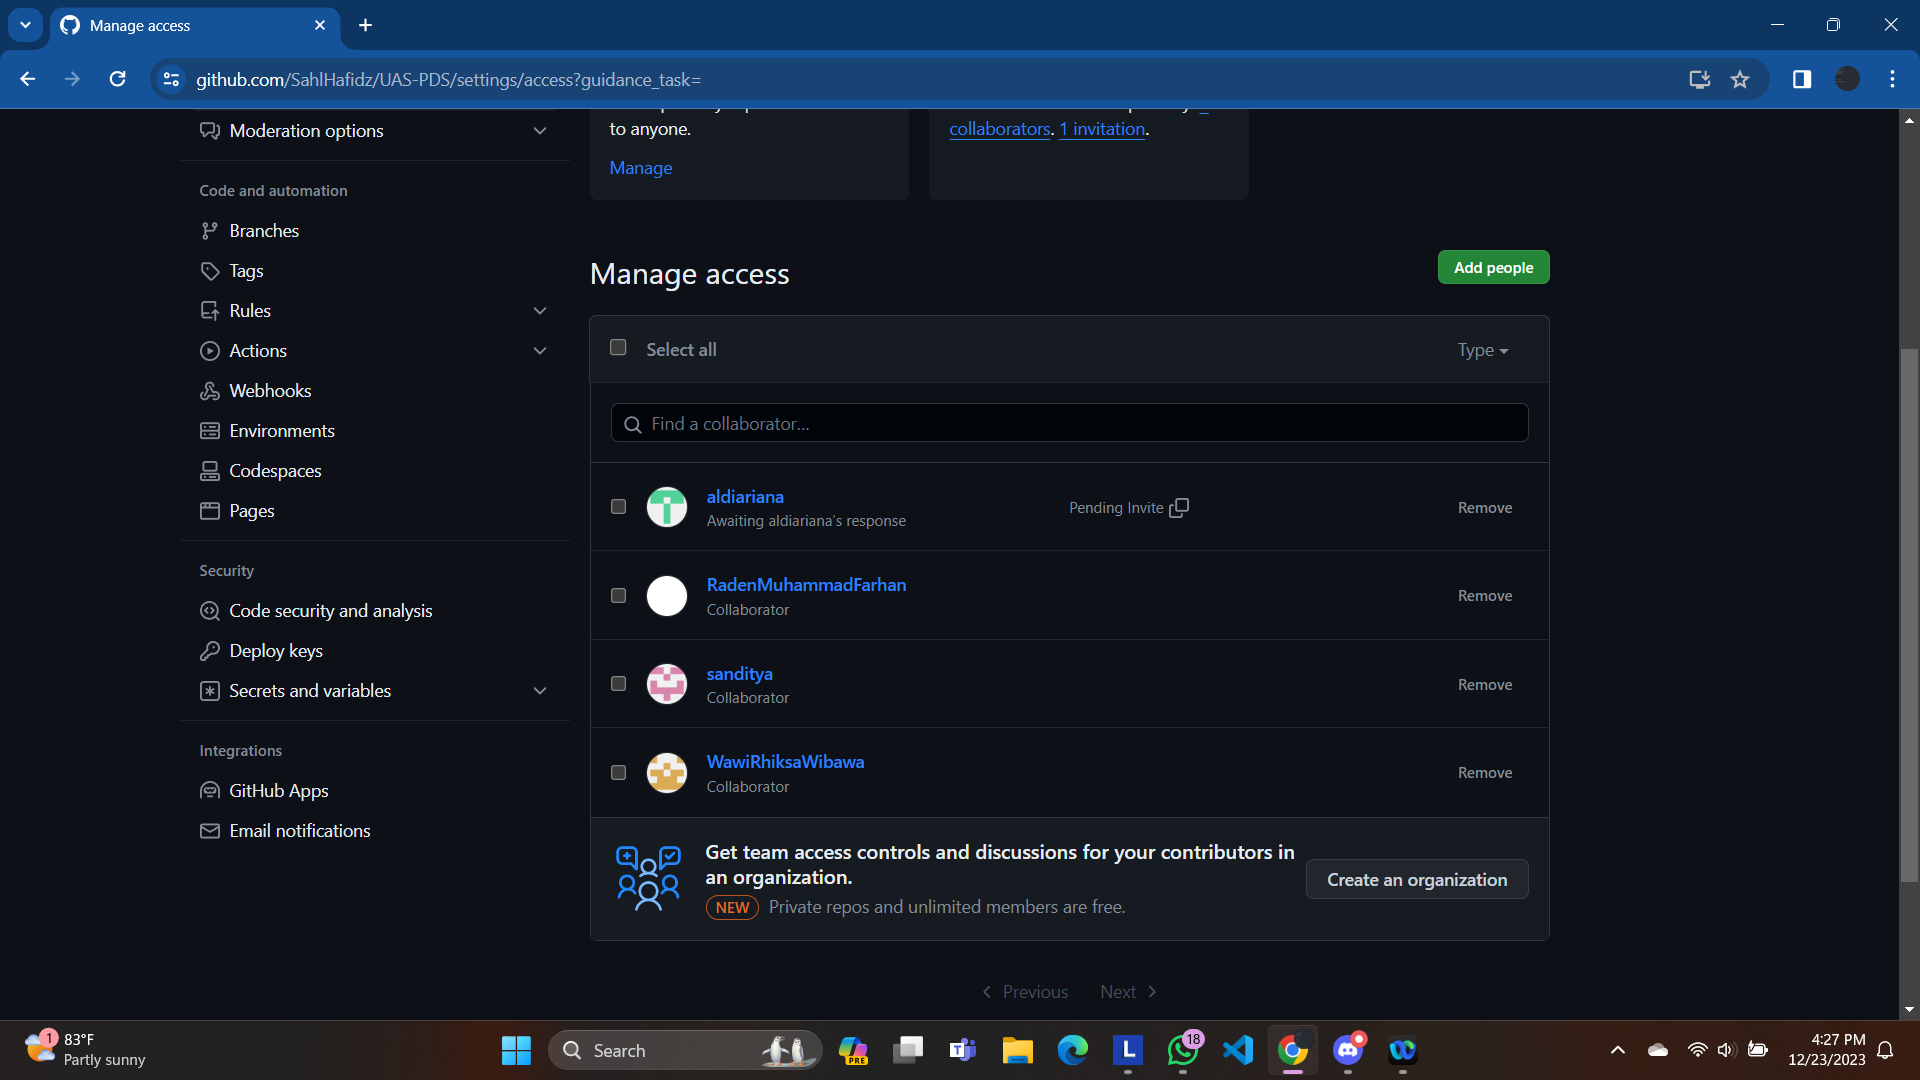 Manage access
github.com/SahlHafidz/UAS-PDS/settings/access?guidance_task=
Moderation options
Code and automation
Branches
Tags
Rules
Actions
Webhooks
Environments
Codespaces
Pages
Security
Code security and analysis
Deploy keys
Secrets and variables
Integrations
GitHub Apps
Email notifications
to anyone.
Manage
collaborators. 1 invitation.
Manage access
Add people
Select all
Type
Find a collaborator...
aldiariana
Awaiting aldiariana's response
Pending Invite
Remove
RadenMuhammadFarhan
Collaborator
Remove
sanditya
Collaborator
Remove
WawiRhiksaWibawa
Collaborator
Remove
Get team access controls and discussions for your contributors in
an organization.
NEW Private repos and unlimited members are free.
Create an organization
Previous Next
1
83°F
Partly sunny
Search
PRE
T
L
18
4:27 PM
12/23/2023